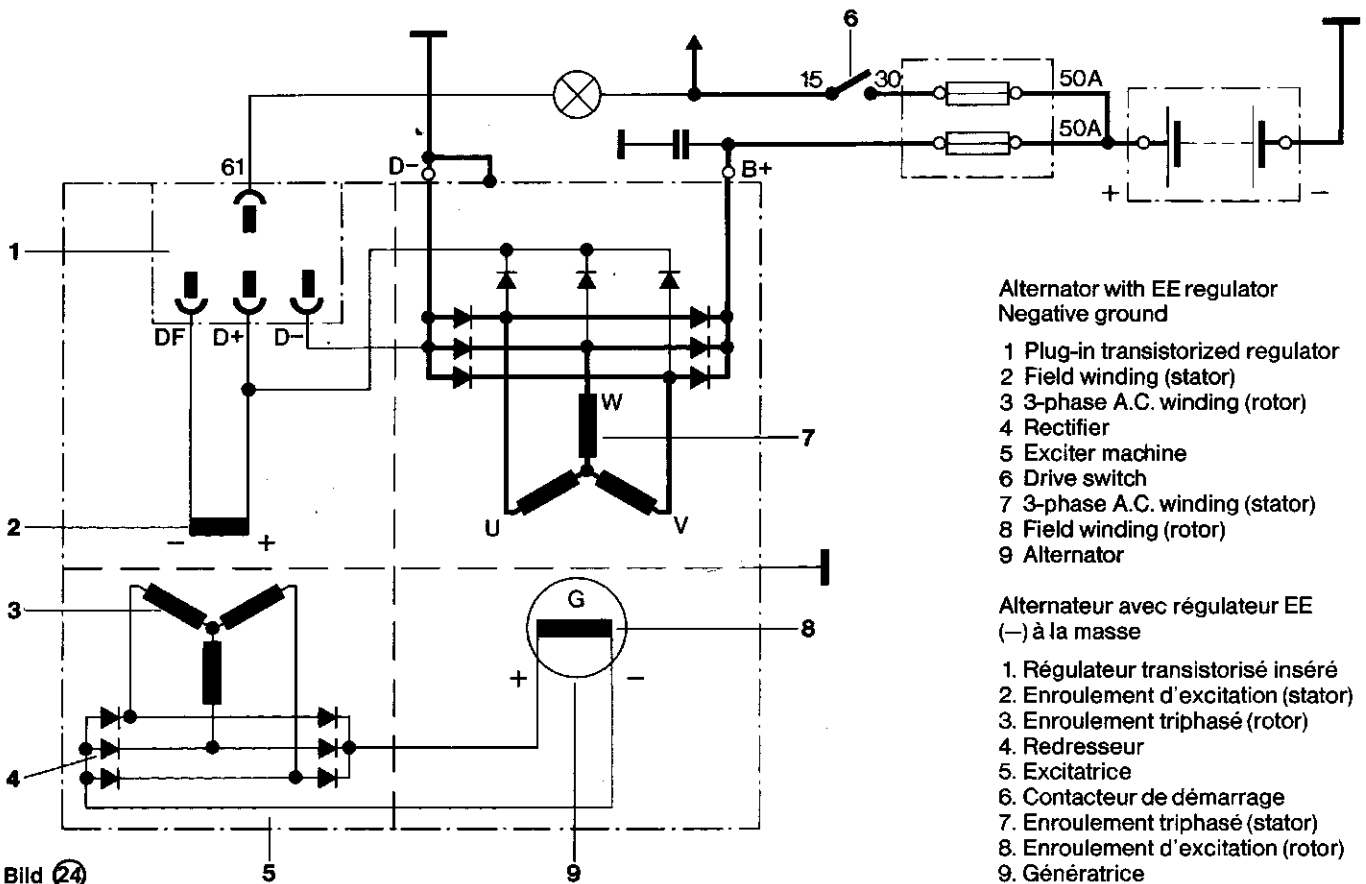 6
15
30
50A
50A
61
D-
B+
+
-
1
DF
D+
D-
W
7
2
- +
U
V
3
G
8
+
-
4
Bild 24
5
9
Alternator with EE regulator
Negative ground
1 Plug-in transistorized regulator
2 Field winding (stator)
3 3-phase A.C. winding (rotor)
4 Rectifier
5 Exciter machine
6 Drive switch
7 3-phase A.C. winding (stator)
8 Field winding (rotor)
9 Alternator
Alternateur avec régulateur EE
(—) à la masse
1. Régulateur transistorisé inséré
2. Enroulement d'excitation (stator)
3. Enroulement triphasé (rotor)
4. Redresseur
5. Excitatrice
6. Contacteur de démarrage
7. Enroulement triphasé (stator)
8. Enroulement d'excitation (rotor)
9. Génératrice